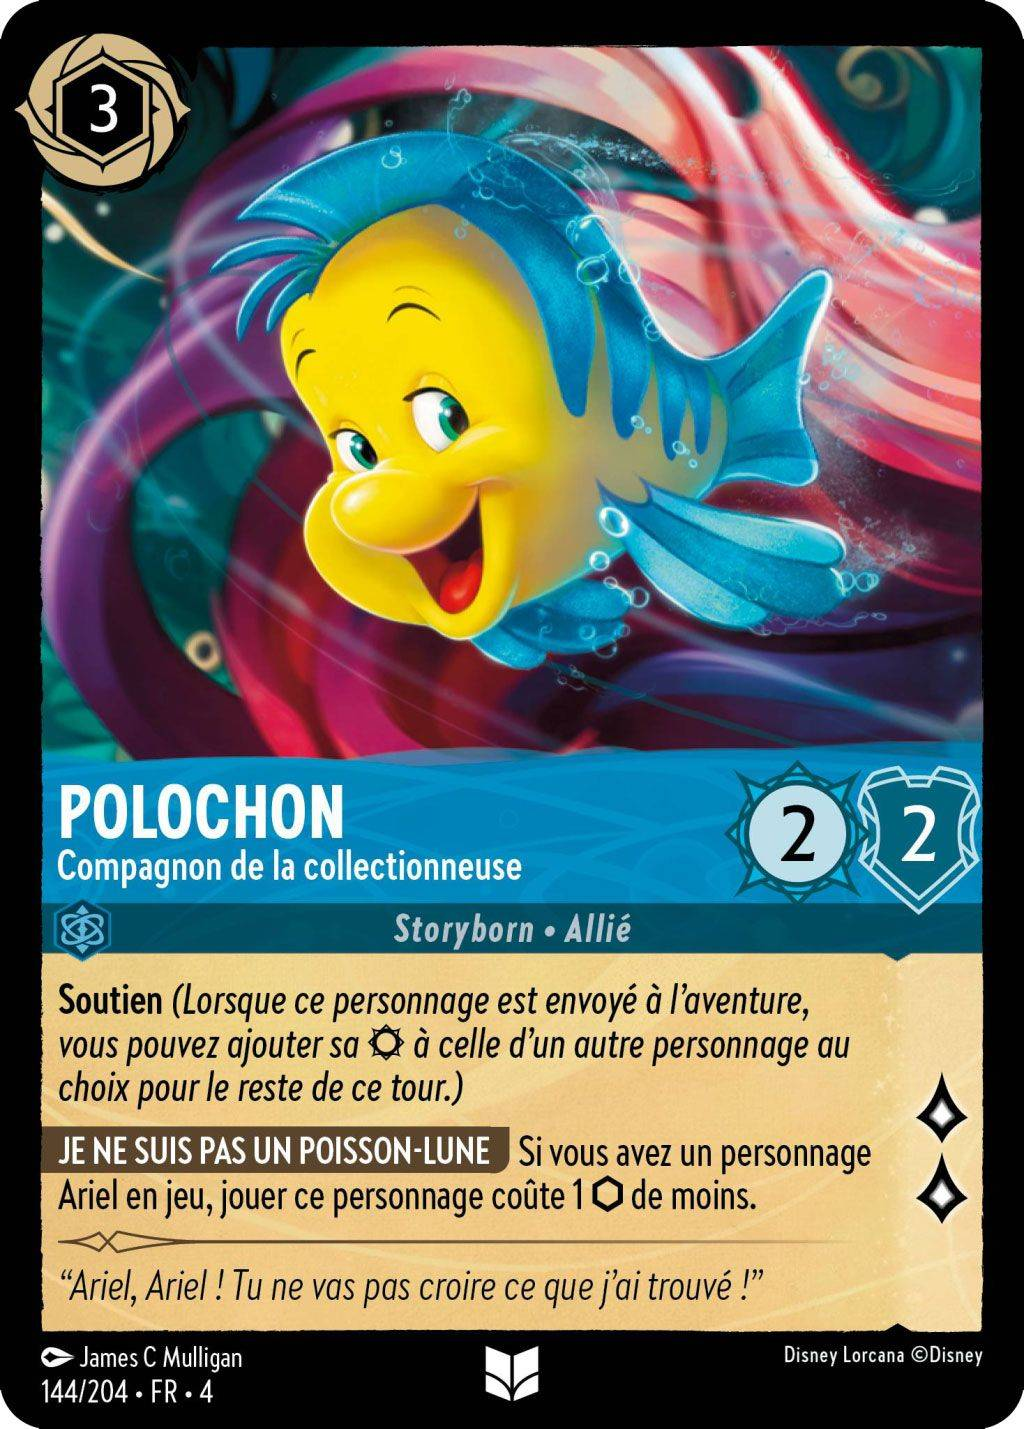 3
POLOCHON
Compagnon de la collectionneuse
2 2
Storyborn • Allié
Soutien (Lorsque ce personnage est envoyé à l’aventure,
vous pouvez ajouter sa à celle d’un autre personnage au
choix pour le reste de ce tour.)
JE NE SUIS PAS UN POISSON-LUNE Si vous avez un personnage
Ariel en jeu, jouer ce personnage coûte 1 de moins.
“Ariel, Ariel ! Tu ne vas pas croire ce que j’ai trouvé !”
James C Mulligan
Disney Lorcana ©Disney
144/204 • FR • 4